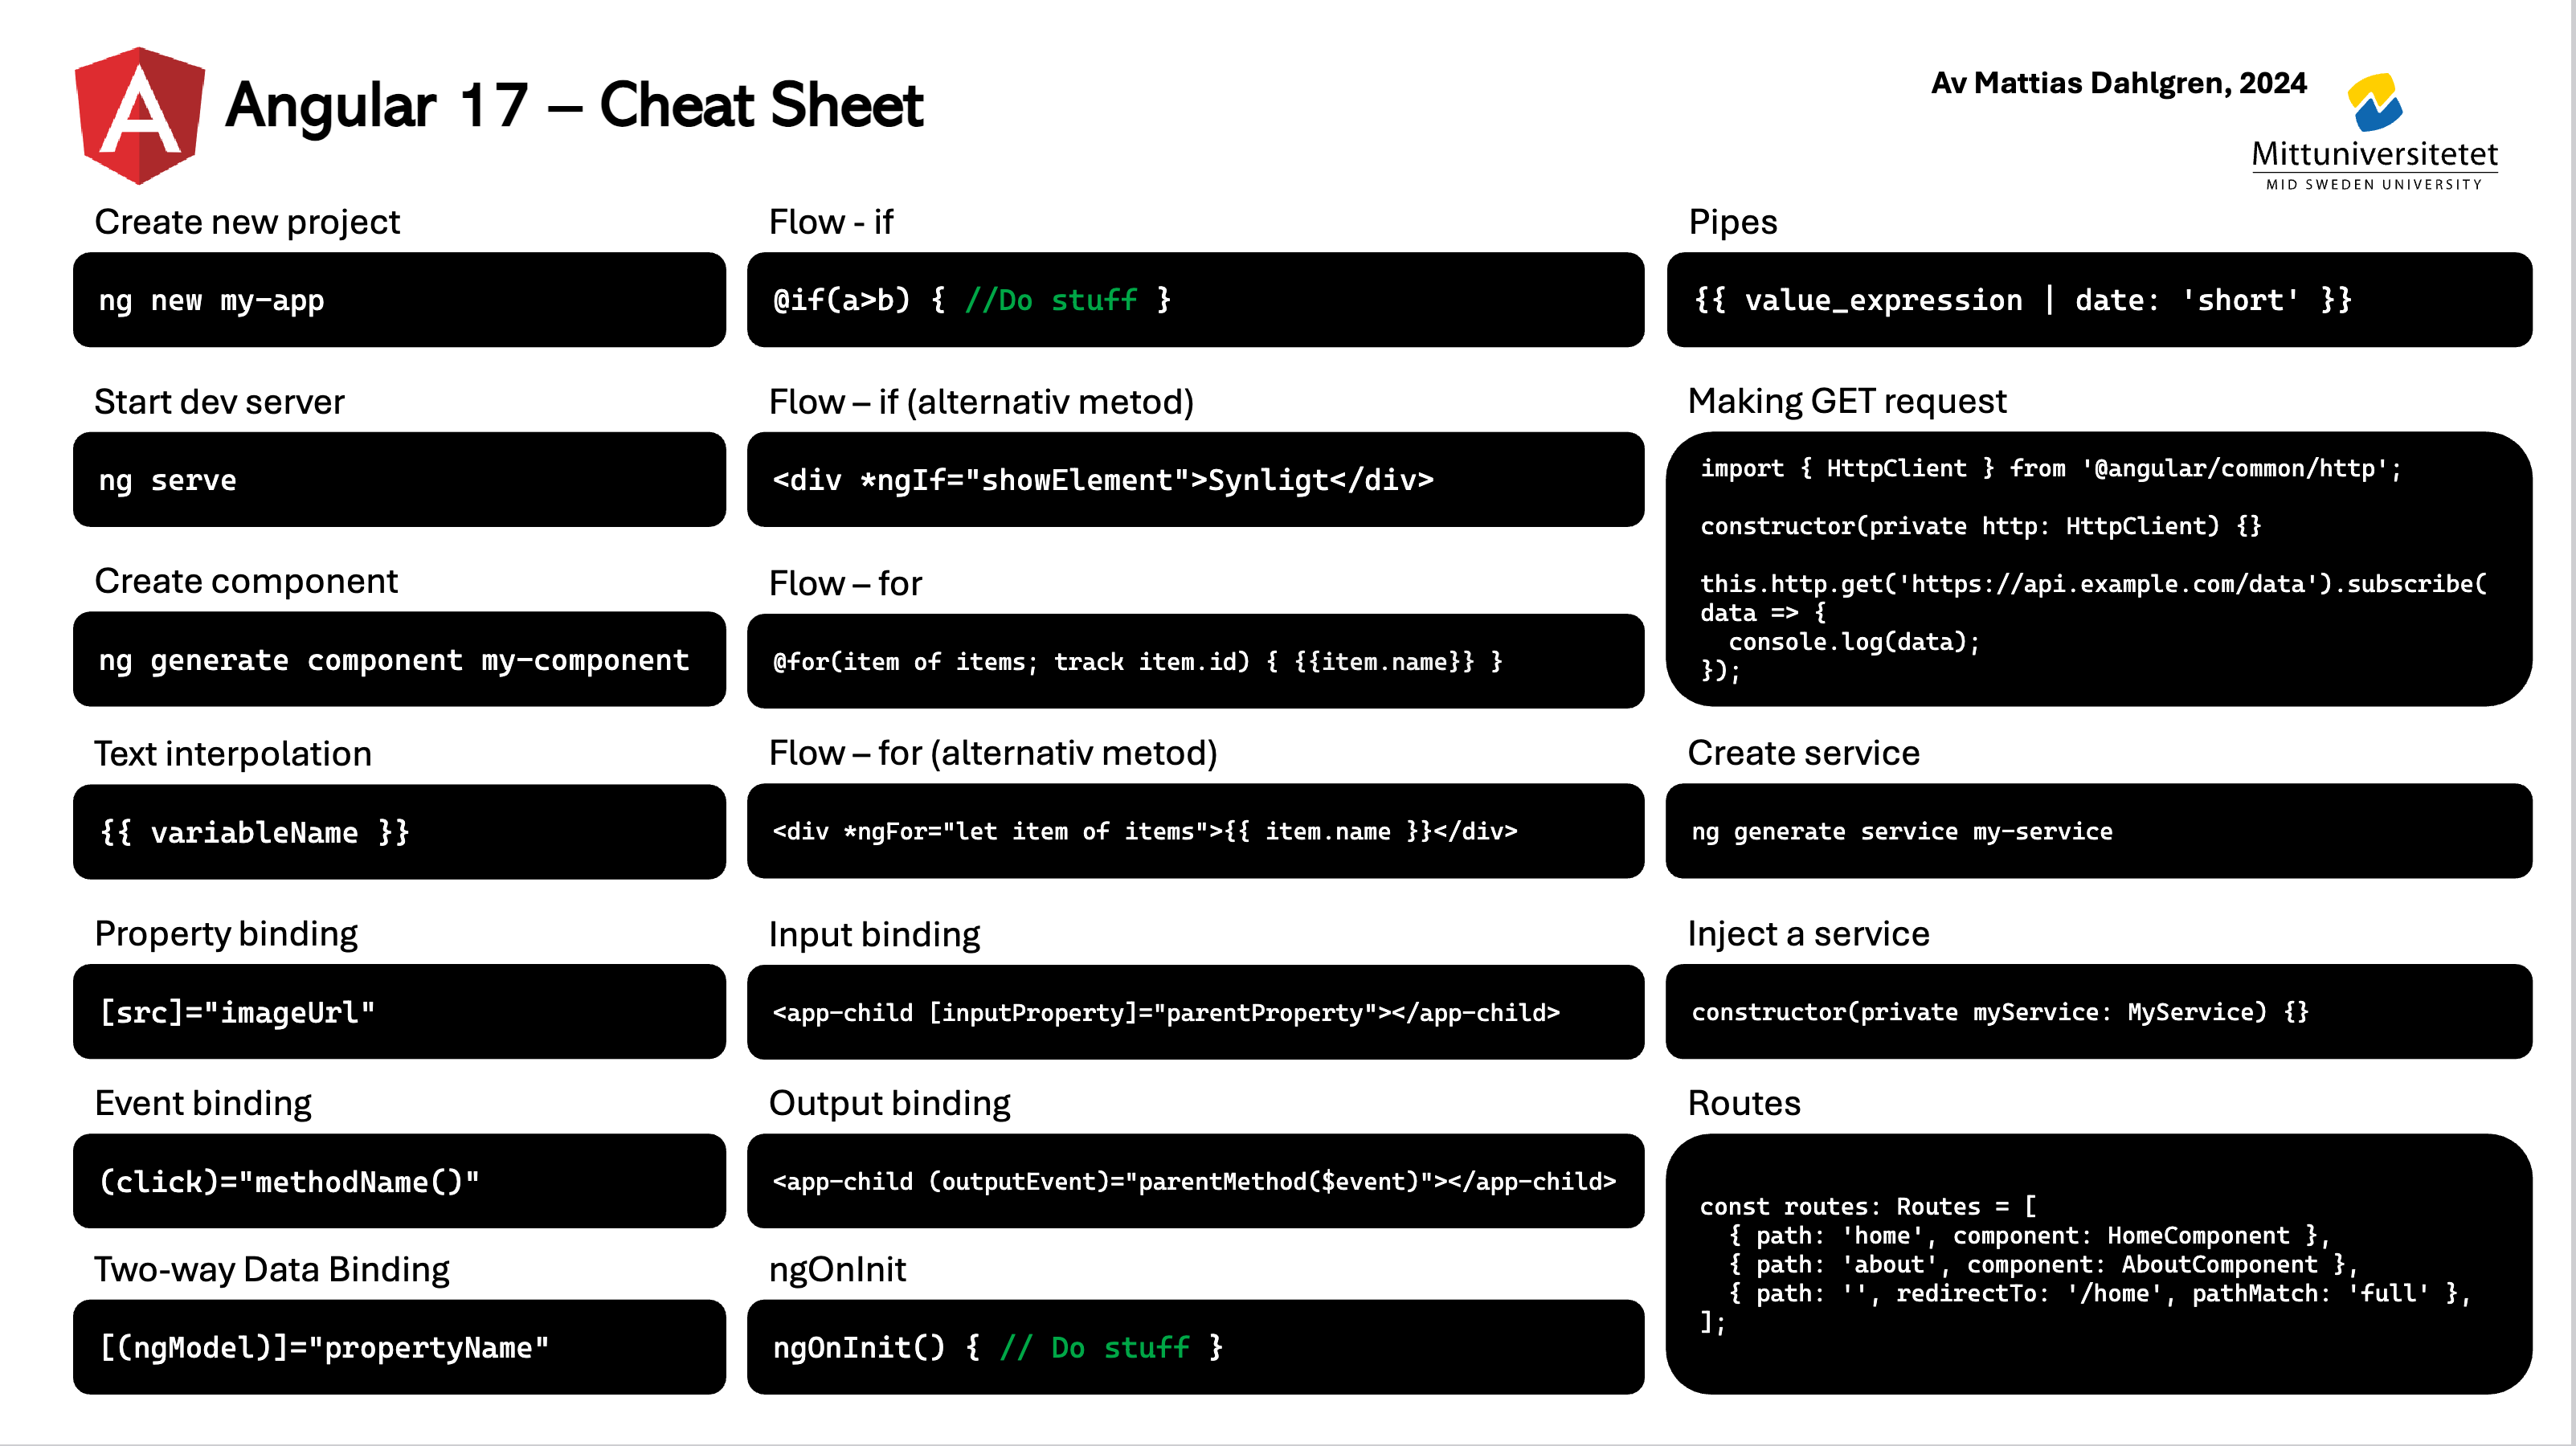 Angular 17 – Cheat Sheet
Av Mattias Dahlgren, 2024
Mittuniversitetet
MID SWEDEN UNIVERSITY
Create new project
ng new my-app
Start dev server
ng serve
Create component
ng generate component my-component
Text interpolation
{{ variableName }}
Property binding
[src]="imageUrl"
Event binding
(click)="methodName()"
Two-way Data Binding
[(ngModel)]="propertyName"
Flow - if
@if(a>b) { //Do stuff }
Flow – if (alternativ metod)
<div *ngIf="showElement">Synligt</div>
Flow – for
@for(item of items; track item.id) { {{item.name}} }
Flow – for (alternativ metod)
<div *ngFor="let item of items">{{ item.name }}</div>
Input binding
<app-child [inputProperty]="parentProperty"></app-child>
Output binding
<app-child (outputEvent)="parentMethod($event)"></app-child>
ngOnInit
ngOnInit() { // Do stuff }
Pipes
{{ value_expression | date: 'short' }}
Making GET request
import { HttpClient } from '@angular/common/http';
constructor(private http: HttpClient) {}
this.http.get('https://api.example.com/data').subscribe(
data => {
  console.log(data);
});
Create service
ng generate service my-service
Inject a service
constructor(private myService: MyService) {}
Routes
const routes: Routes = [
  { path: 'home', component: HomeComponent },
  { path: 'about', component: AboutComponent },
  { path: '', redirectTo: '/home', pathMatch: 'full' },
];